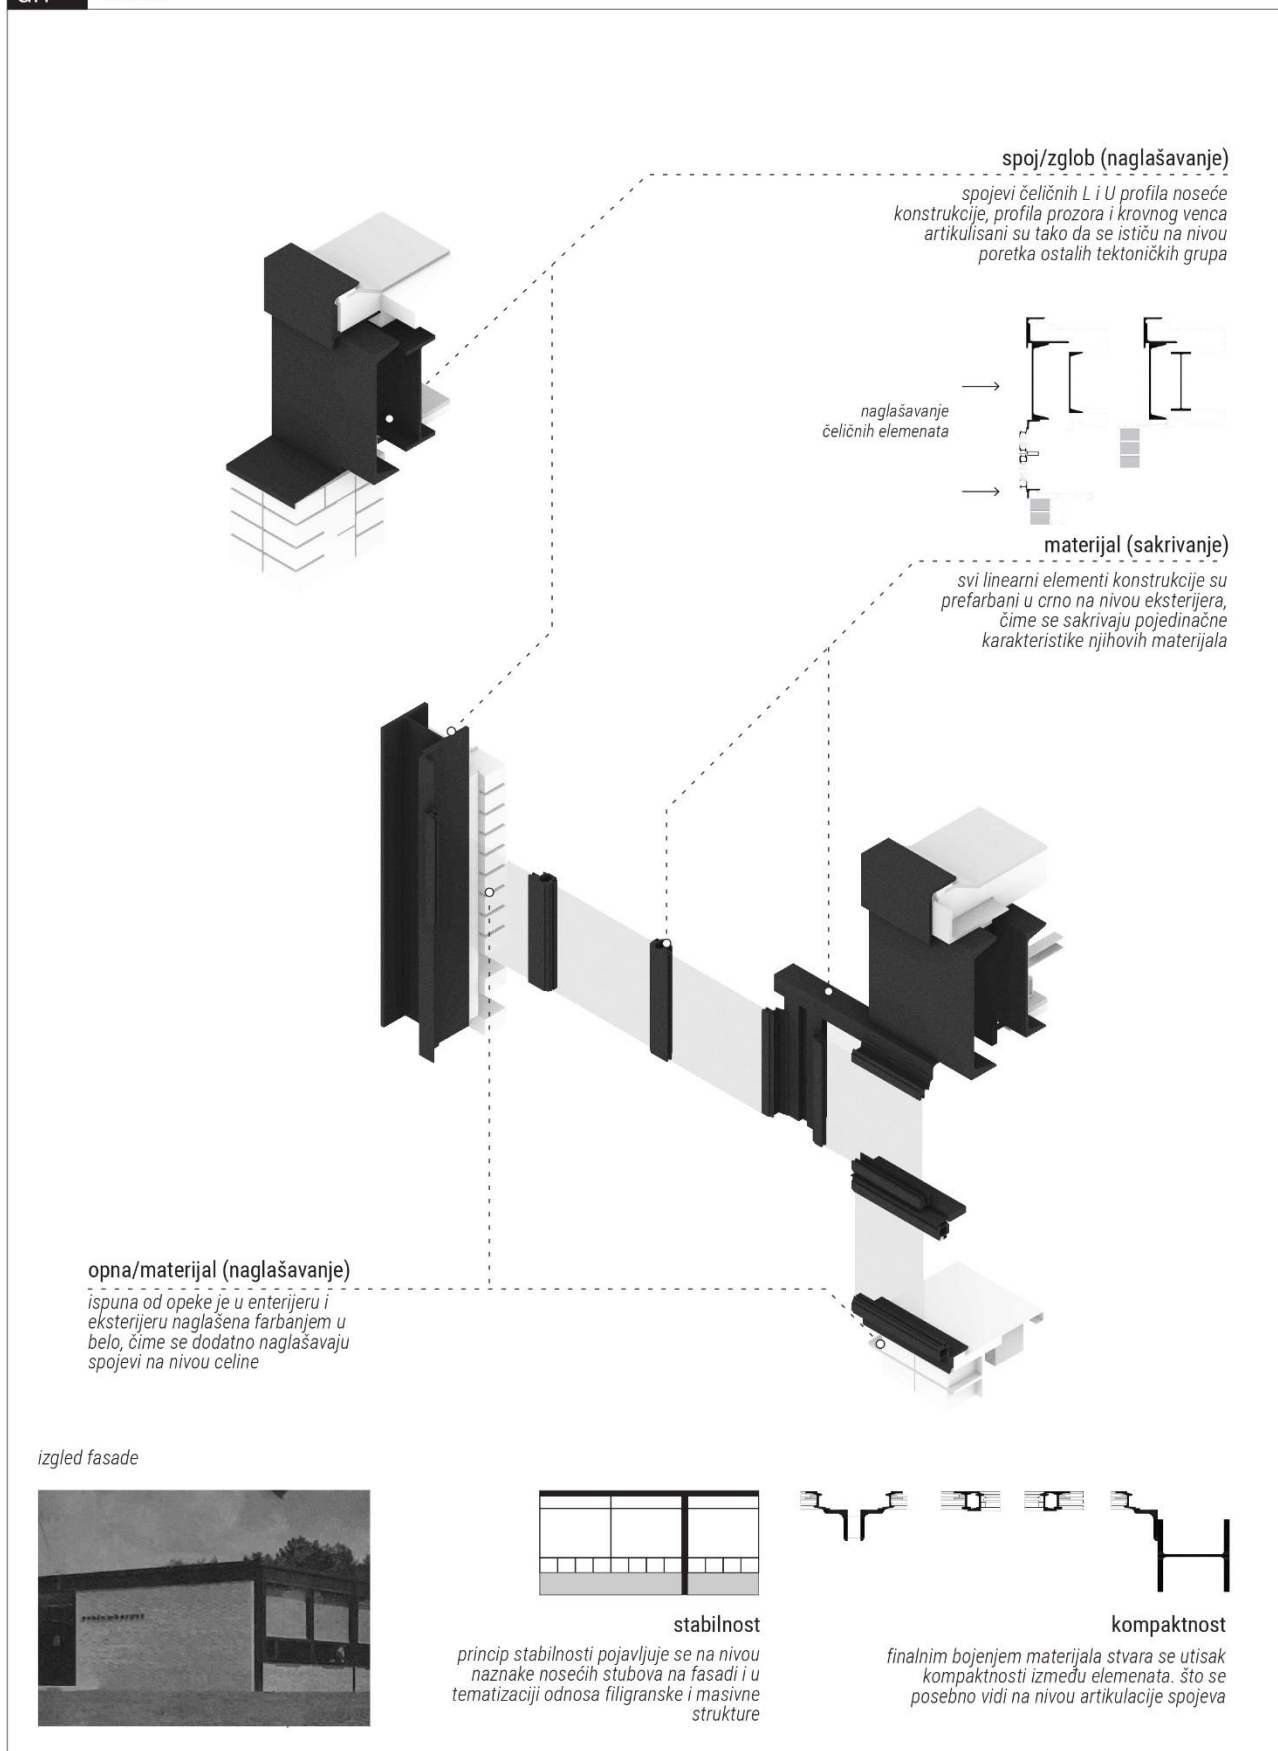 spoj/zglob (naglašavanje)
spojevi čeličnih L i U profila noseće
konstrukcije, profila prozora i krovnog venca
artikulisani su tako da se ističu na nivou
poretka ostalih tektoničkih grupa
naglašavanje
čeličnih elemenata
materijal (sakrivanje)
svi linearni elementi konstrukcije su
prefarbani u crno na nivou eksterijera,
čime se sakrivaju pojedinačne
karakteristike njihovih materijala
opna/materijal (naglašavanje)
ispuna od opeke je u enterijeru i
eksterijeru naglašena farbanjem u
belo, čime se dodatno naglašavaju
spojevi na nivou celine
izgled fasade
stabilnost
princip stabilnosti pojavljuje se na nivou
naznake nosećih stubova na fasadi i u
tematizaciji odnosa filigranske i masivne
strukture
kompaktnost
finalnim bojenjem materijala stvara se utisak
kompaktnosti između elemenata. što se
posebno vidi na nivou artikulacije spojeva